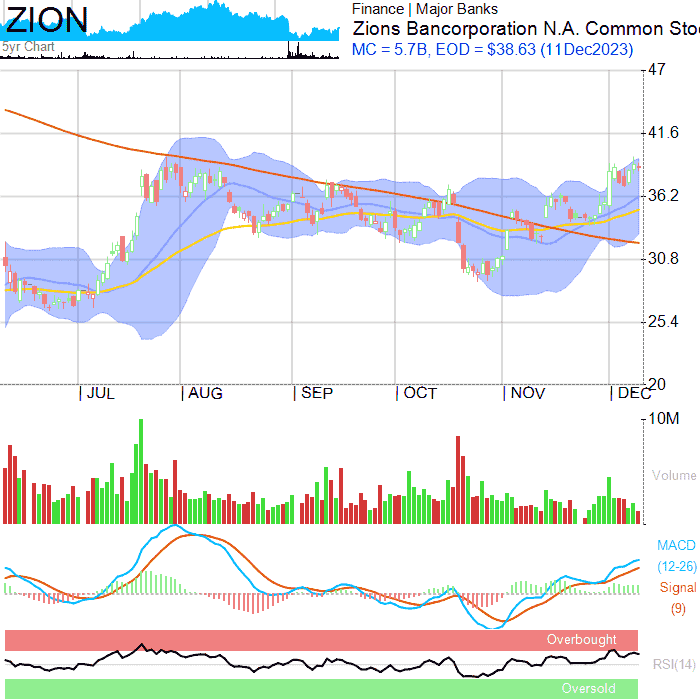 ZION
5yr Chart
Finance | Major Banks
Zions Bancorporation N.A. Common Sto
MC = 5.7B, EOD = $38.63 (11Dec2023)
47
41.6
36.2
30.8
25.4
20
JUL
AUG
SEP
OCT
NOV
DEC
10M
Volume
MACD
(12-26)
Signal
(9)
Overbought
RSI(14)
Oversold